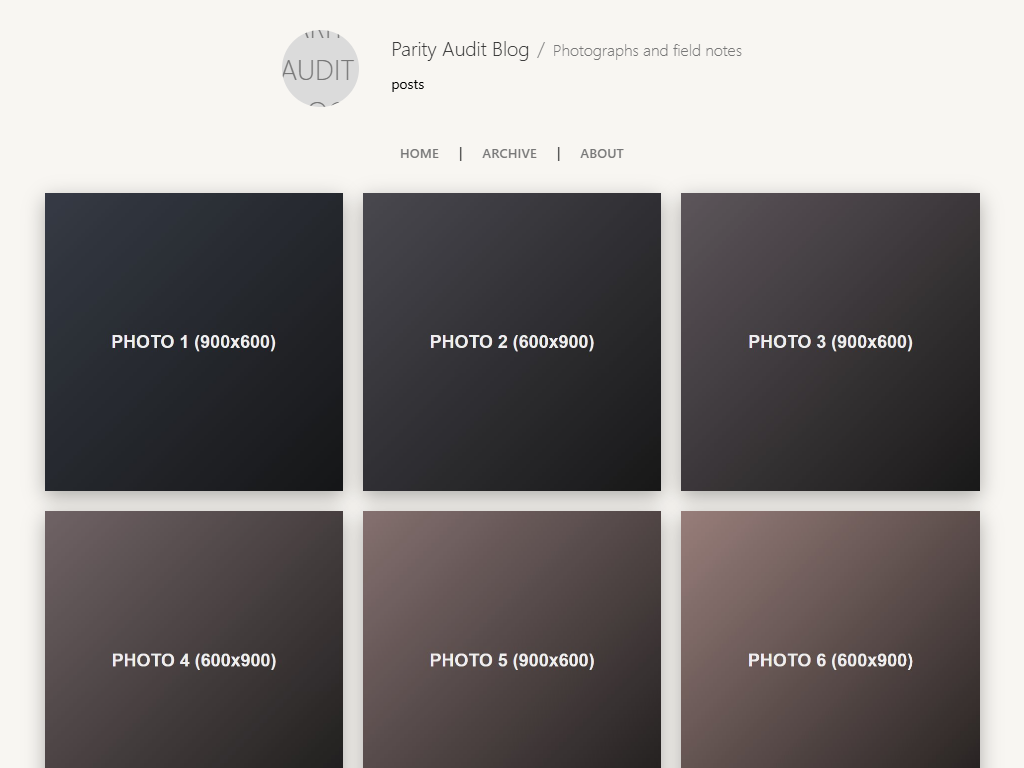 AUDIT
Parity Audit Blog / Photographs and field notes
posts
HOME | ARCHIVE | ABOUT
PHOTO 1 (900x600)
PHOTO 2 (600x900)
PHOTO 3 (900x600)
PHOTO 4 (600x900)
PHOTO 5 (900x600)
PHOTO 6 (600x900)